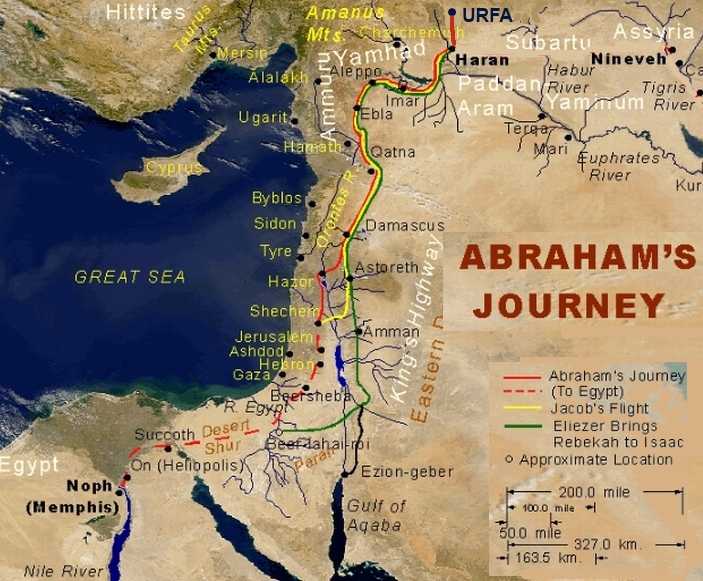 Hittites
Taurus
Mts.
Mersin
Amanus
Mts.
Charchemish
URFA
Assyria
Subartu
Nineveh
Haran
Yamhad
Aleppo
Alalakh
Imar
Paddan
Aram
Habur
River
Yaminum
Tigris
River
Ammuru
Ebla
Ugarit
Terqa
Mari
Hamath
Qatna
Euphrates
River
Kur
Cyprus
Orontes R.
Byblos
Sidon
Damascus
Tyre
Astoreth
Hazor
GREAT SEA
King's Highway
Eastern D
ABRAHAM'S
JOURNEY
Shechem
Amman
Jerusalem
Ashdod
Hebron
Gaza
Beersheba
R. Egypt
Desert
Shur
Beer-lahai-roi
Paran
Succoth
On (Heliopolis)
Egypt
Noph
(Memphis)
Ezion-geber
Gulf of
Aqaba
Nile River
Abraham's Journey
(To Egypt)
Jacob's Flight
Eliezer Brings
Rebekah to Isaac
Approximate Location
200.0 mile
100.0 mile
50.0 mile
327.0 km.
163.5 km.